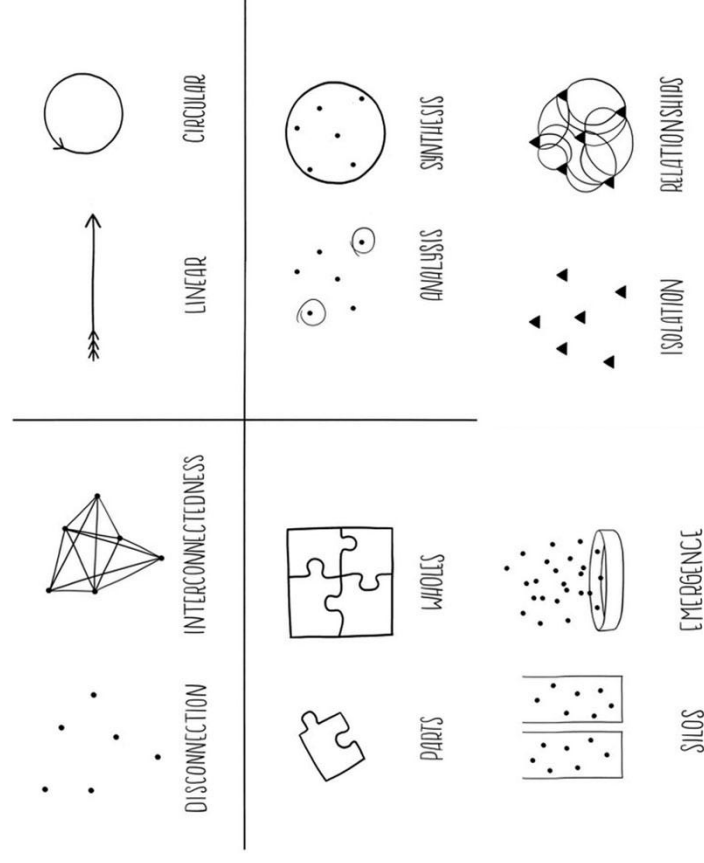 DISCONNECTION
INTERCONNECTEDNESS
LINEAR
CIRCULAR
PARTS
WHOLES
ANALYSIS
SYNTHESIS
SILOS
EMERGENCE
ISOLATION
RELATIONSHIPS